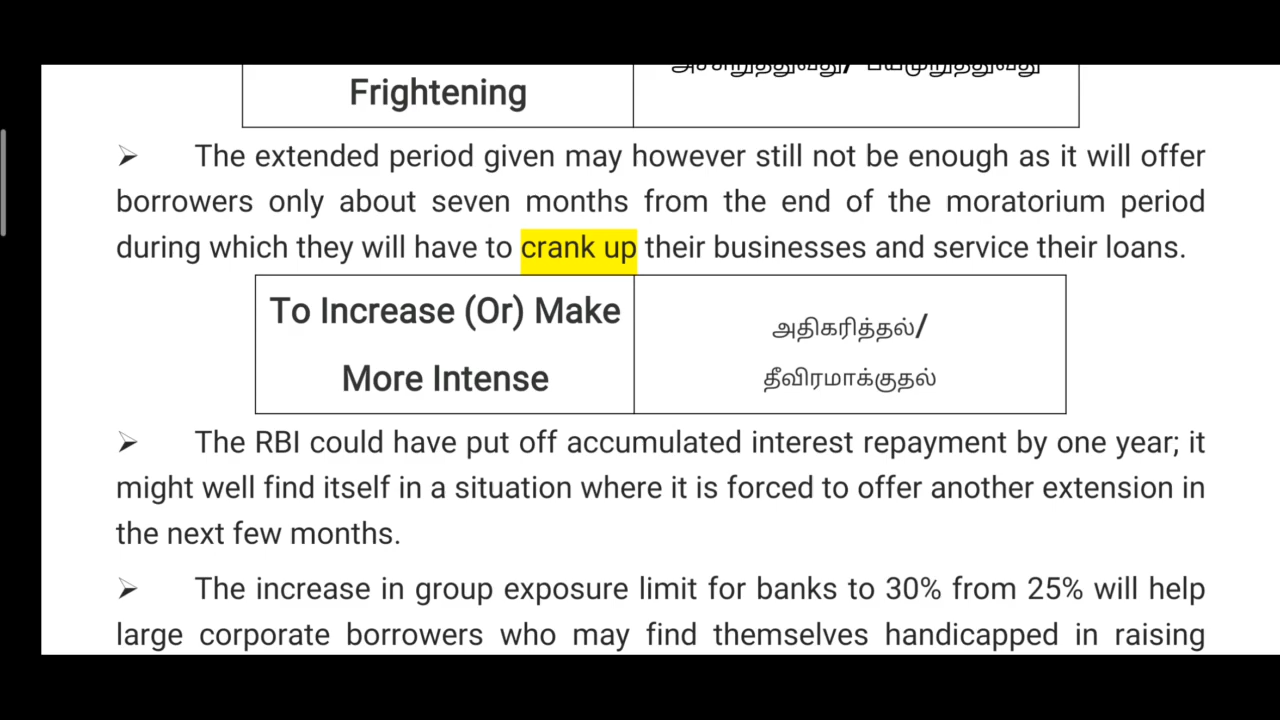 Frightening
அச்சுறுத்துவது/ பயமுறுத்துவது
➢ The extended period given may however still not be enough as it will offer
borrowers only about seven months from the end of the moratorium period
during which they will have to crank up their businesses and service their loans.
To Increase (Or) Make
More Intense
அதிகரித்தல்/
தீவிரமாக்குதல்
➢ The RBI could have put off accumulated interest repayment by one year; it
might well find itself in a situation where it is forced to offer another extension in
the next few months.
➢ The increase in group exposure limit for banks to 30% from 25% will help
large corporate borrowers who may find themselves handicapped in raising